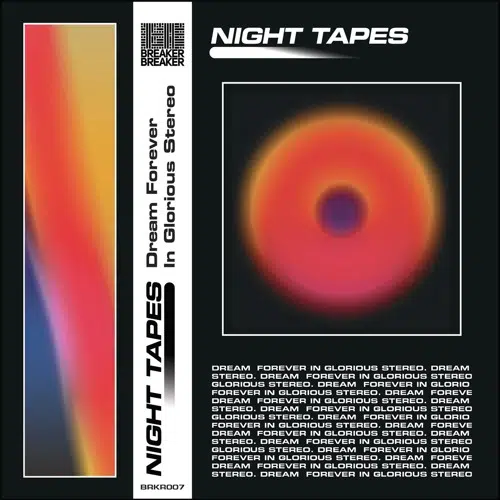 BREAKER
BREAKER
NIGHT TAPES
Dream Forever
In Glorious Stereo
BRKR007
NIGHT TAPES
DREAM FOREVER IN GLORIOUS STEREO. DREAM
STEREO. DREAM FOREVER IN GLORIOUS STEREO
GLORIOUS STEREO. DREAM FOREVER IN GLORIO
FOREVER IN GLORIOUS STEREO. DREAM FOREVE
DREAM FOREVER IN GLORIOUS STEREO. DREAM
STEREO. DREAM FOREVER IN GLORIOUS STEREO
GLORIOUS STEREO. DREAM FOREVER IN GLORIO
FOREVER IN GLORIOUS STEREO. DREAM FOREVE
DREAM FOREVER IN GLORIOUS STEREO. DREAM
STEREO. DREAM FOREVER IN GLORIOUS STEREO
GLORIOUS STEREO. DREAM FOREVER IN GLORIO
FOREVER IN GLORIOUS STEREO. DREAM FOREVE
DREAM FOREVER IN GLORIOUS STEREO. DREAM
STEREO. DREAM FOREVER IN GLORIOUS STEREO